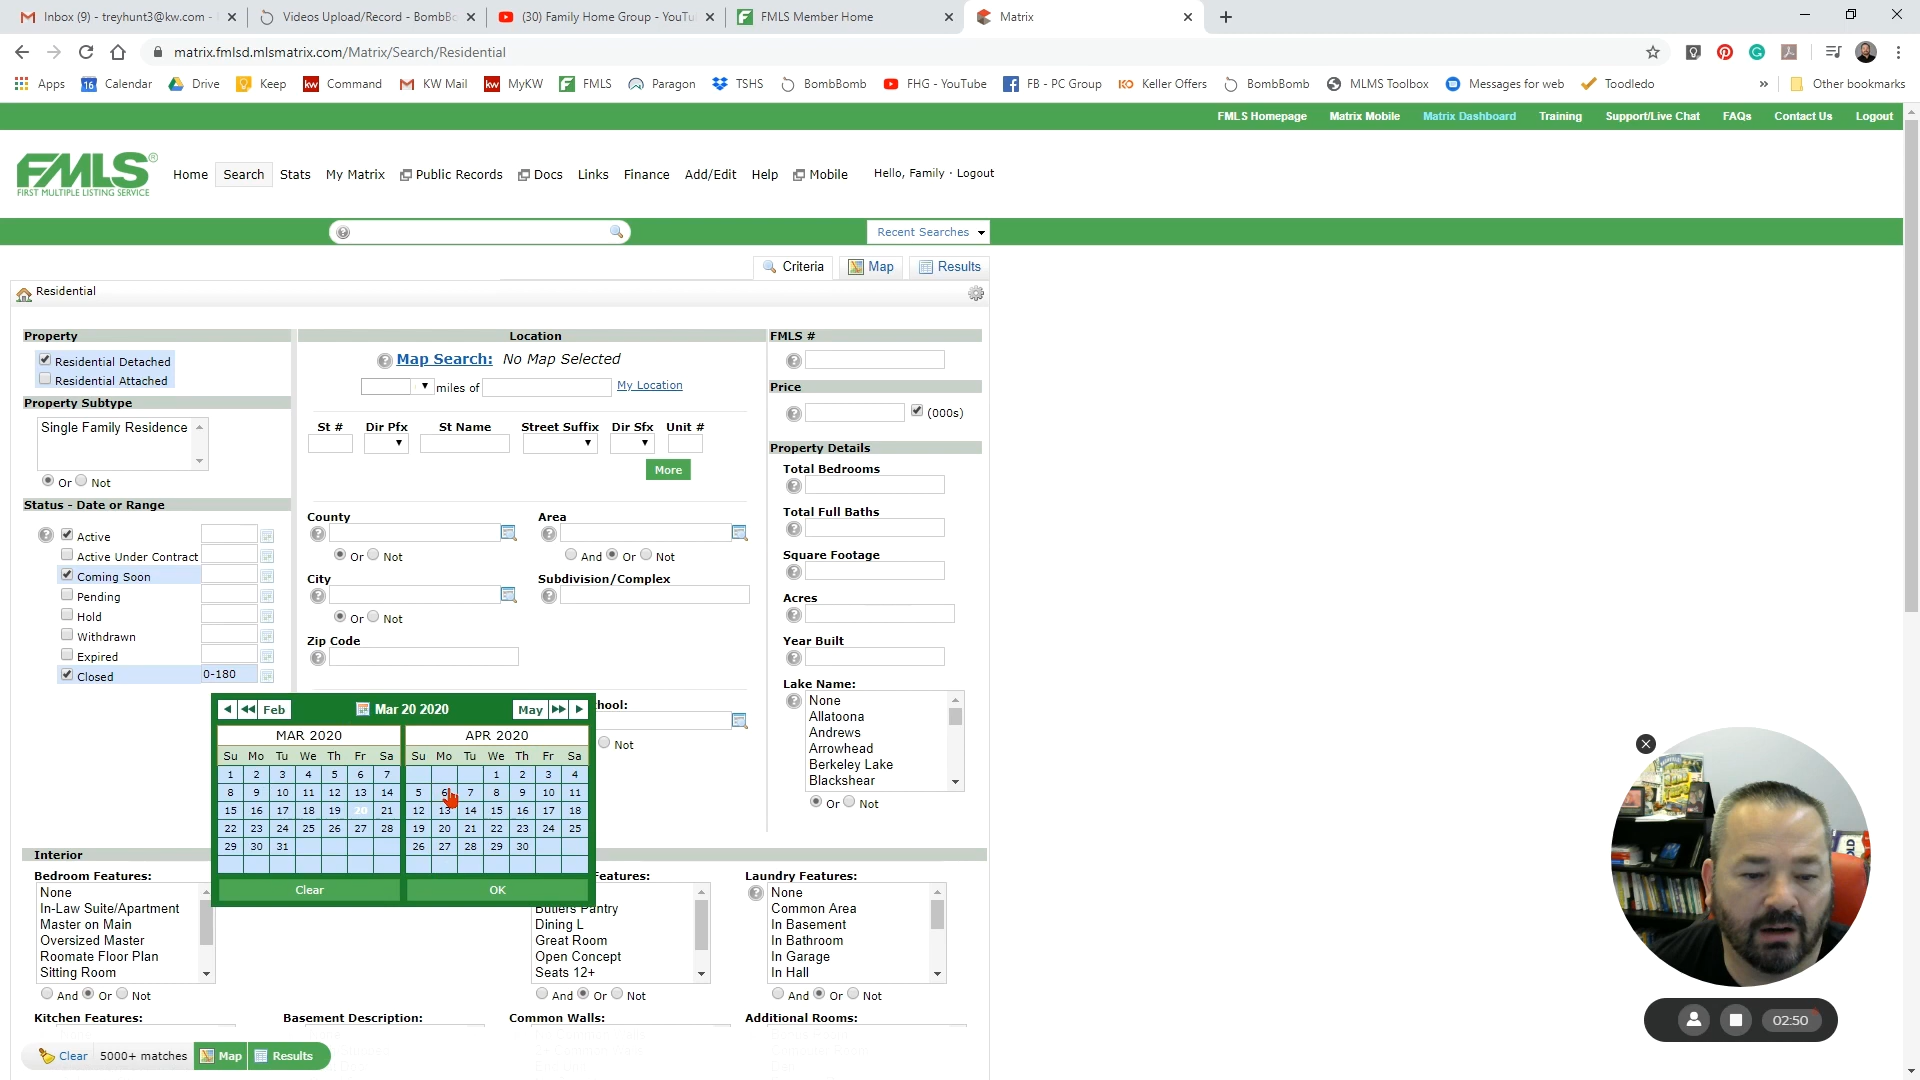 Inbox (9) - treyhunt3@kw.com -
Videos Upload/Record - BombBo
(30) Family Home Group - YouTu
FMLS Member Home
Matrix
matrix.fmlsd.mlsmatrix.com/Matrix/Search/Residential
Apps
16 Calendar
Drive
Keep
kw Command
KW Mail
kw MyKW
FMLS
Paragon
TSHS
BombBomb
FHG - YouTube
FB - PC Group
KO Keller Offers
BombBomb
MLMS Toolbox
Messages for web
Toodledo
»
Other bookmarks
FMLS Homepage Matrix Mobile Matrix Dashboard Training Support/Live Chat FAQs Contact Us Logout
FMLS®
FIRST MULTIPLE LISTING SERVICE
Home Search Stats My Matrix Public Records Docs Links Finance Add/Edit Help Mobile
Hello, Family · Logout
Recent Searches
Criteria Map Results
Residential
Property
Residential Detached
Residential Attached
Property Subtype
Single Family Residence
Or Not
Status - Date or Range
Active
Active Under Contract
Coming Soon
Pending
Hold
Withdrawn
Expired
Closed 0-180
Location
Map Search: No Map Selected
miles of My Location
St # Dir Pfx St Name Street Suffix Dir Sfx Unit #
More
County
Or Not
Area
And Or Not
City
Or Not
Subdivision/Complex
Zip Code
hool:
Not
FMLS #
Price
(000s)
Property Details
Total Bedrooms
Total Full Baths
Square Footage
Acres
Year Built
Lake Name:
None
Allatoona
Andrews
Arrowhead
Berkeley Lake
Blackshear
Or Not
Feb Mar 20 2020 May
MAR 2020
Su Mo Tu We Th Fr Sa
1 2 3 4 5 6 7
8 9 10 11 12 13 14
15 16 17 18 19 20 21
22 23 24 25 26 27 28
29 30 31
APR 2020
Su Mo Tu We Th Fr Sa
1 2 3 4
5 6 7 8 9 10 11
12 13 14 15 16 17 18
19 20 21 22 23 24 25
26 27 28 29 30
Clear OK
Interior
Bedroom Features:
None
In-Law Suite/Apartment
Master on Main
Oversized Master
Roomate Floor Plan
Sitting Room
And Or Not
Features:
Butlers Pantry
Dining L
Great Room
Open Concept
Seats 12+
And Or Not
Laundry Features:
None
Common Area
In Basement
In Bathroom
In Garage
In Hall
And Or Not
Kitchen Features: Basement Description: Common Walls: Additional Rooms:
Clear 5000+ matches Map Results
02:50